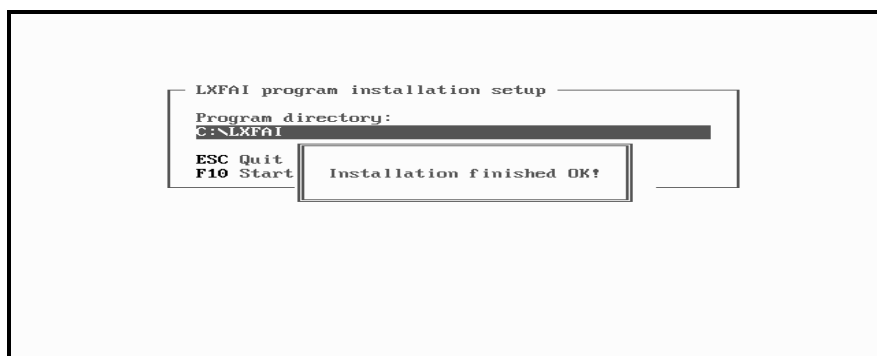 LXFAI program installation setup
Program directory:
C:\LXFAI
ESC Quit
F10 Start
Installation finished OK!